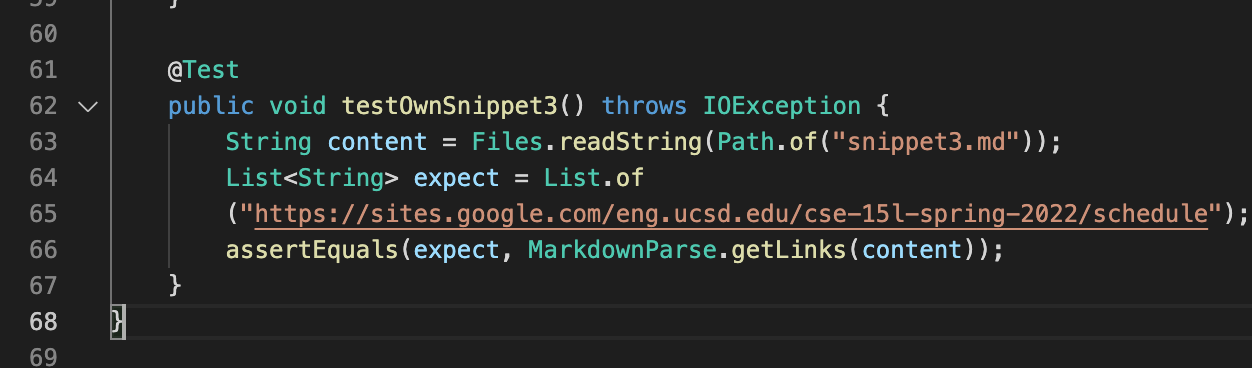 59 }
60
61 @Test
62 public void testOwnSnippet3() throws IOException {
63 String content = Files.readString(Path.of("snippet3.md"));
64 List<String> expect = List.of
65 ("https://sites.google.com/eng.ucsd.edu/cse-15l-spring-2022/schedule");
66 assertEquals(expect, MarkdownParse.getLinks(content));
67 }
68 }
69